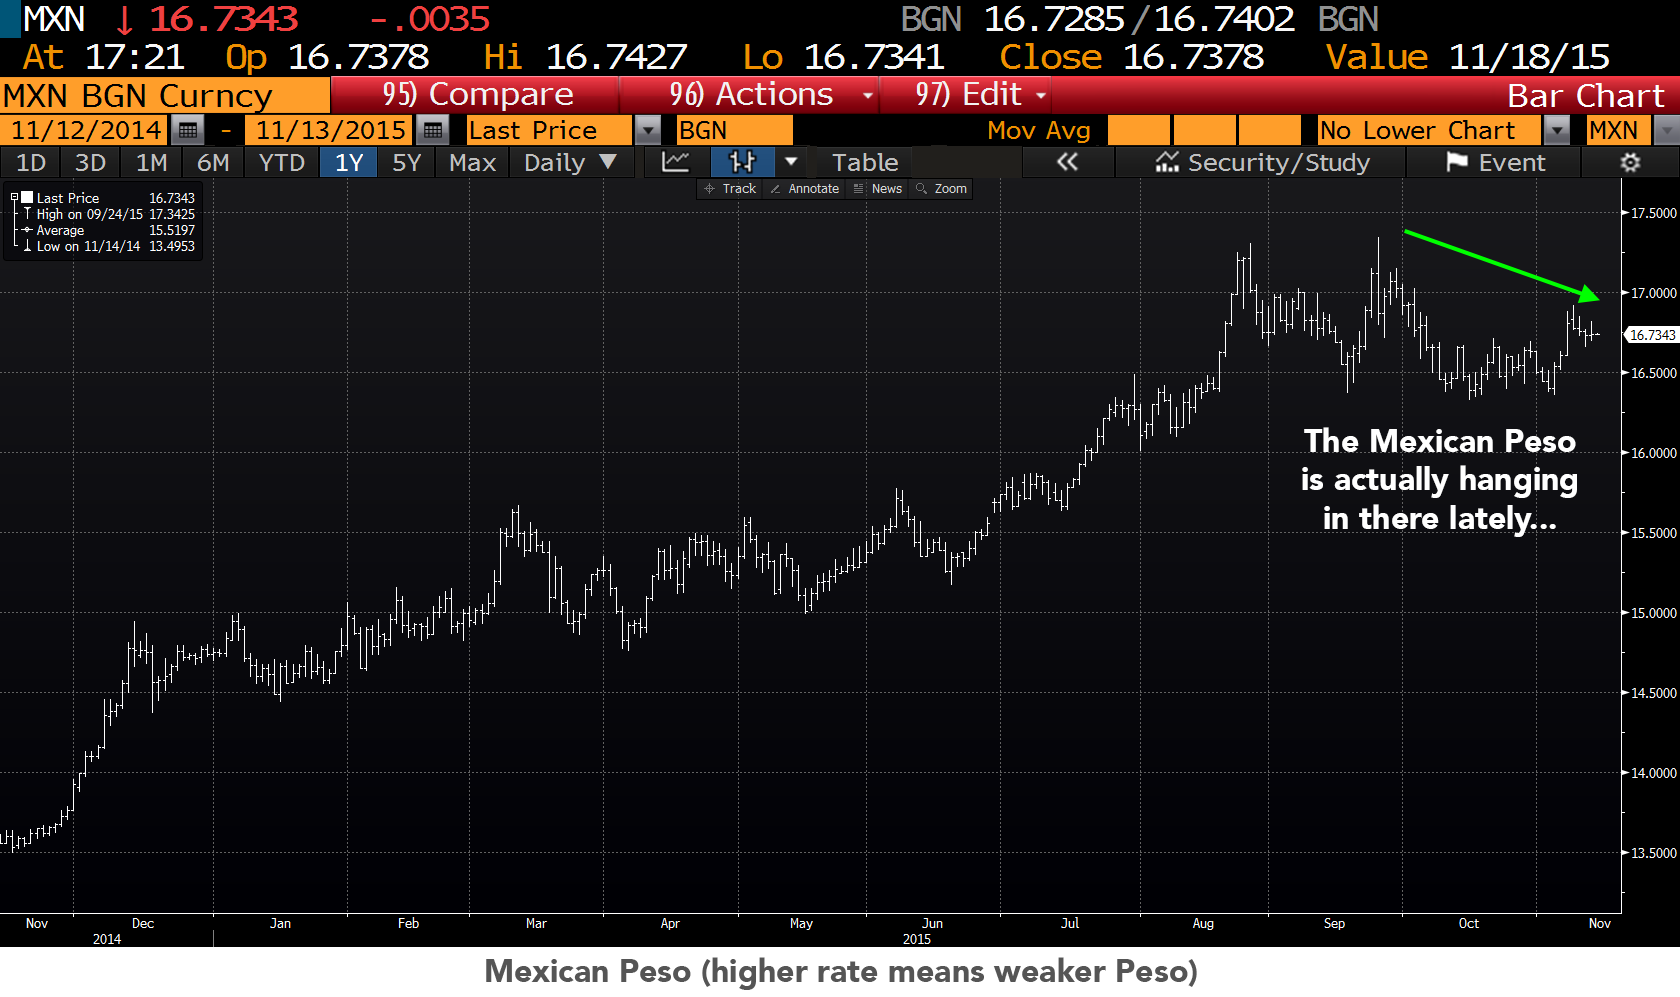 MXN ↓ 16.7343 -.0035 BGN 16.7285/16.7402 BGN
At 17:21 Op 16.7378 Hi 16.7427 Lo 16.7341 Close 16.7378 Value 11/18/15
MXN BGN Curncy 95) Compare 96) Actions 97) Edit Bar Chart
11/12/2014 - 11/13/2015 Last Price BGN Mov Avg No Lower Chart MXN
1D 3D 1M 6M YTD 1Y 5Y Max Daily ▼ Table « Security/Study Event
Track Annotate News Zoom
Last Price 16.7343
High on 09/24/15 17.3425
Average 15.5197
Low on 11/14/14 13.4953
17.5000
17.0000
16.7343
16.5000
16.0000
15.5000
15.0000
14.5000
14.0000
13.5000
The Mexican Peso
is actually hanging
in there lately...
Nov Dec Jan Feb Mar Apr May Jun Jul Aug Sep Oct Nov
2014 2015
Mexican Peso (higher rate means weaker Peso)